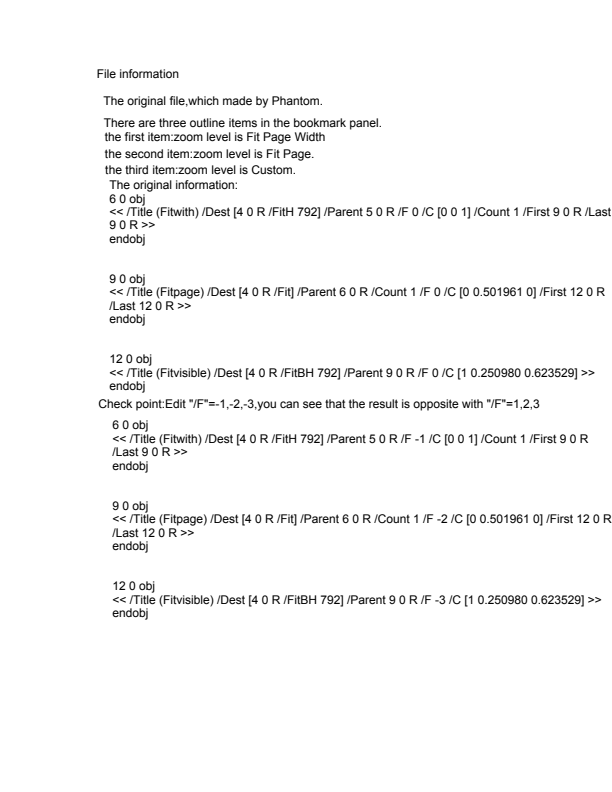 File information
The original file,which made by Phantom.
There are three outline items in the bookmark panel.
the first item:zoom level is Fit Page Width
the second item:zoom level is Fit Page.
the third item:zoom level is Custom.
The original information:
6 0 obj
<< /Title (Fitwith) /Dest [4 0 R /FitH 792] /Parent 5 0 R /F 0 /C [0 0 1] /Count 1 /First 9 0 R /Last
9 0 R >>
endobj
9 0 obj
<< /Title (Fitpage) /Dest [4 0 R /Fit] /Parent 6 0 R /Count 1 /F 0 /C [0 0.501961 0] /First 12 0 R
/Last 12 0 R >>
endobj
12 0 obj
<< /Title (Fitvisible) /Dest [4 0 R /FitBH 792] /Parent 9 0 R /F 0 /C [1 0.250980 0.623529] >>
endobj
Check point:Edit "/F"=-1,-2,-3,you can see that the result is opposite with "/F"=1,2,3
6 0 obj
<< /Title (Fitwith) /Dest [4 0 R /FitH 792] /Parent 5 0 R /F -1 /C [0 0 1] /Count 1 /First 9 0 R
/Last 9 0 R >>
endobj
9 0 obj
<< /Title (Fitpage) /Dest [4 0 R /Fit] /Parent 6 0 R /Count 1 /F -2 /C [0 0.501961 0] /First 12 0 R
/Last 12 0 R >>
endobj
12 0 obj
<< /Title (Fitvisible) /Dest [4 0 R /FitBH 792] /Parent 9 0 R /F -3 /C [1 0.250980 0.623529] >>
endobj